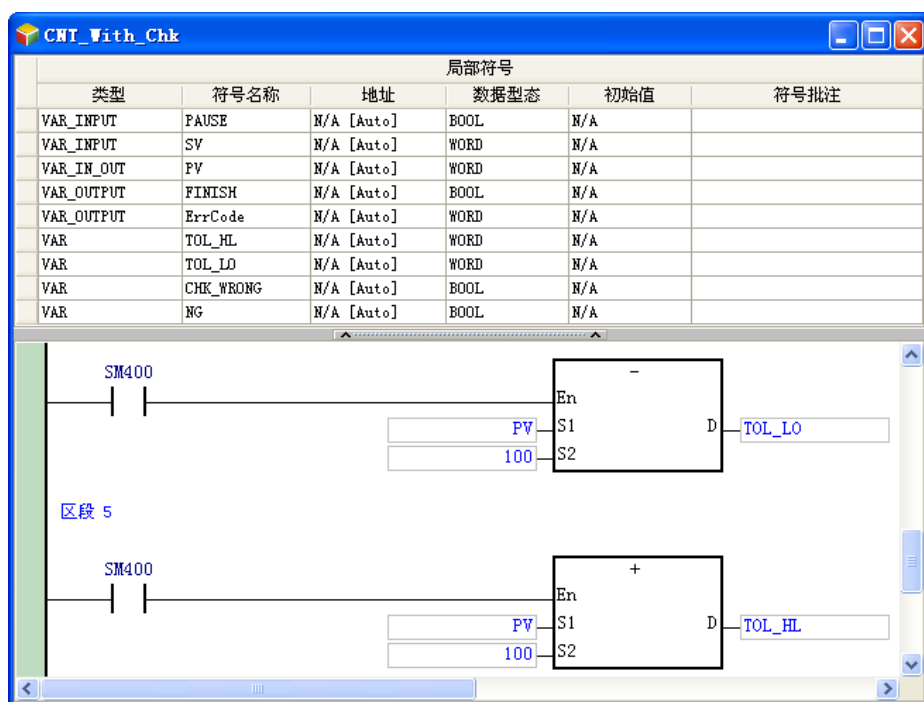 CNT_With_Chk
局部符号
类型 符号名称 地址 数据型态 初始值 符号批注
VAR_INPUT PAUSE N/A [Auto] BOOL N/A
VAR_INPUT SV N/A [Auto] WORD N/A
VAR_IN_OUT PV N/A [Auto] WORD N/A
VAR_OUTPUT FINISH N/A [Auto] BOOL N/A
VAR_OUTPUT ErrCode N/A [Auto] WORD N/A
VAR TOL_HL N/A [Auto] WORD N/A
VAR TOL_LO N/A [Auto] WORD N/A
VAR CHK_WRONG N/A [Auto] BOOL N/A
VAR NG N/A [Auto] BOOL N/A
SM400 -
En
PV S1 D TOL_LO
100 S2
区段 5
SM400 +
En
PV S1 D TOL_HL
100 S2